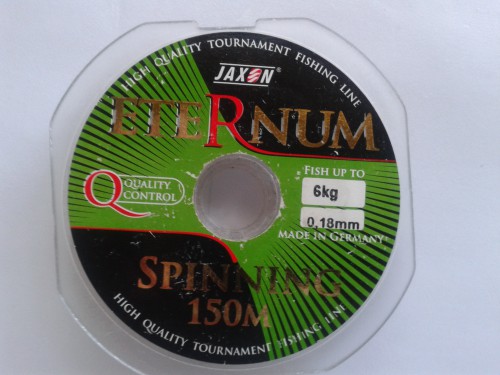 HIGH QUALITY TOURNAMENT FISHING LINE
JAXON®
ETERNUM
FISH UP TO
6kg
Q QUALITY
CONTROL
0,18mm
MADE IN GERMANY
SPINNING
150M
HIGH QUALITY TOURNAMENT FISHING LINE